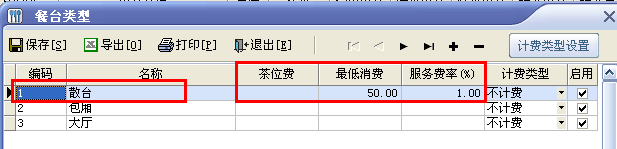 餐台类型
保存[S] 导出[O] 打印[P] 退出[E] 计费类型设置
编码 名称 茶位费 最低消费 服务费率(%) 计费类型 启用
1 散台 50.00 1.00 不计费
2 包厢 不计费
3 大厅 不计费